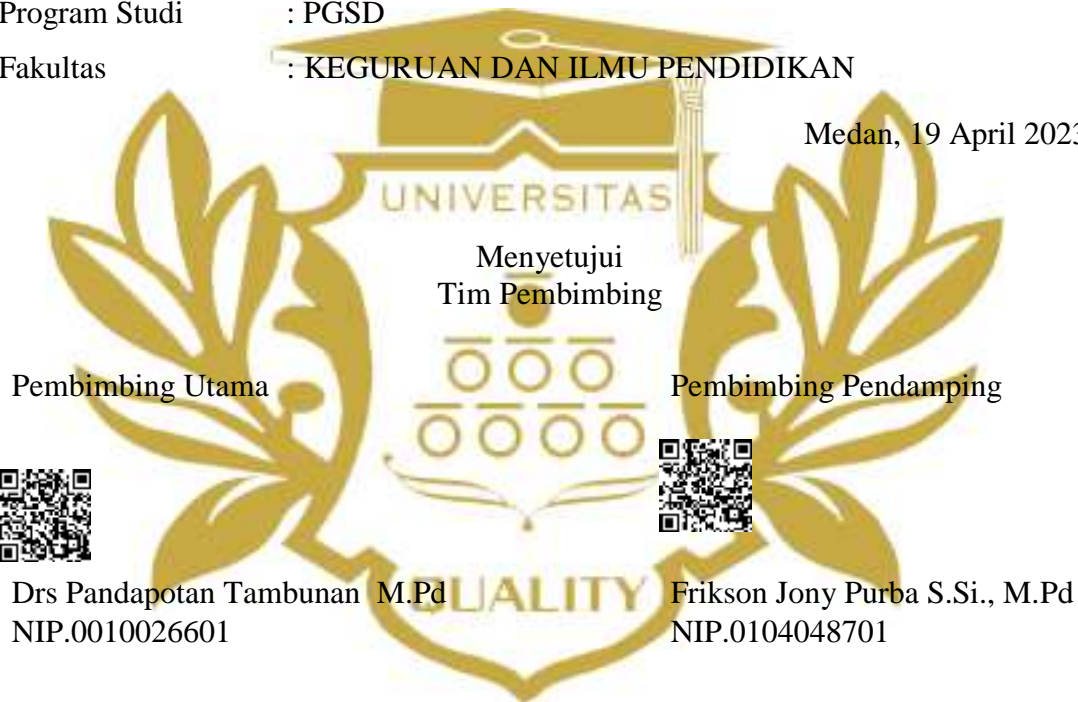 Program Studi : PGSD
Fakultas : KEGURUAN DAN ILMU PENDIDIKAN
Medan, 19 April 2023
UNIVERSITAS
Menyetujui
Tim Pembimbing
Pembimbing Utama Pembimbing Pendamping
QUALITY
Drs Pandapotan Tambunan M.Pd Frikson Jony Purba S.Si., M.Pd
NIP.0010026601 NIP.0104048701